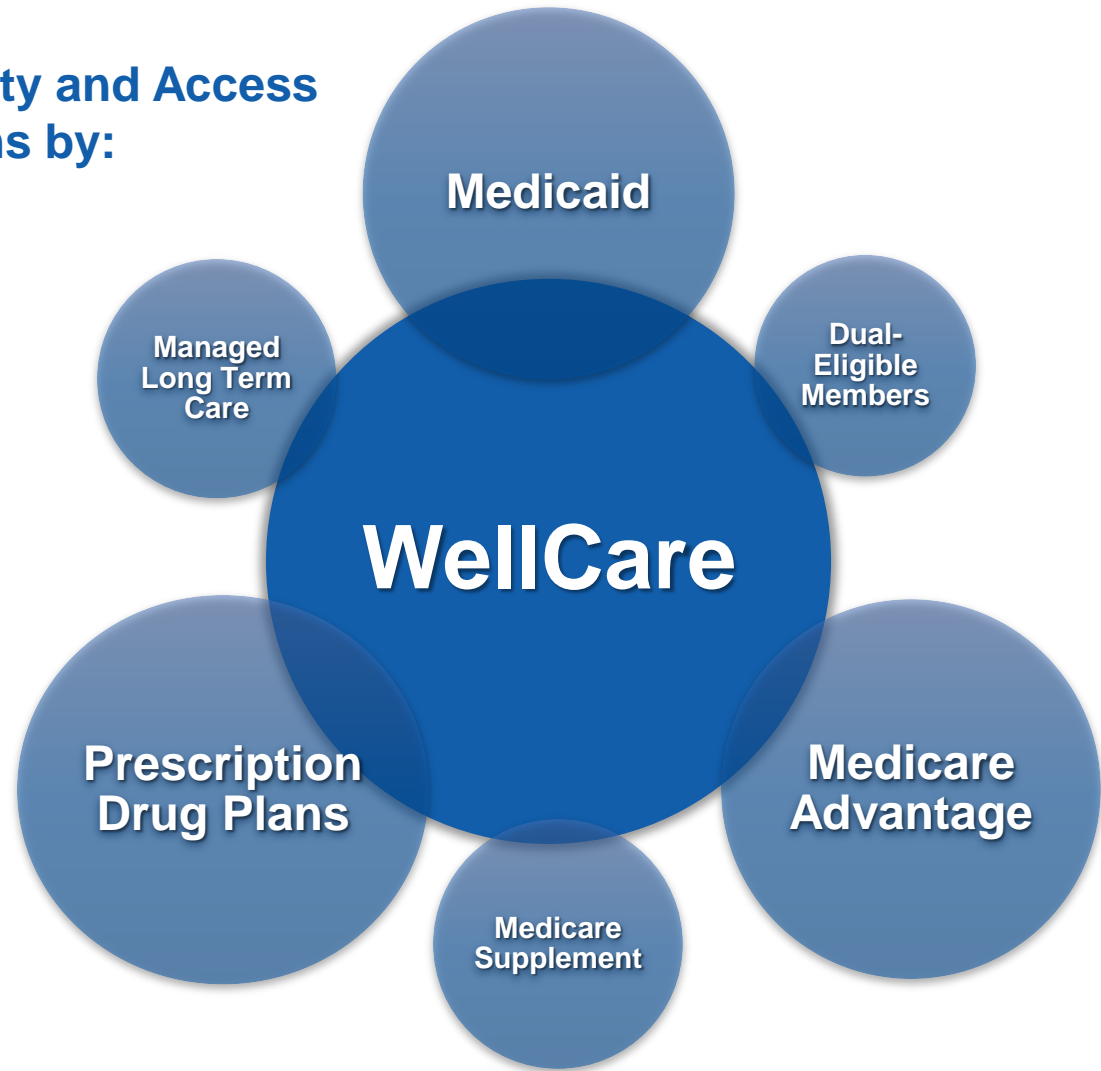 ty and Access
s by:
Medicaid
Managed
Long Term
Care
Dual-
Eligible
Members
WellCare
Prescription
Drug Plans
Medicare
Advantage
Medicare
Supplement